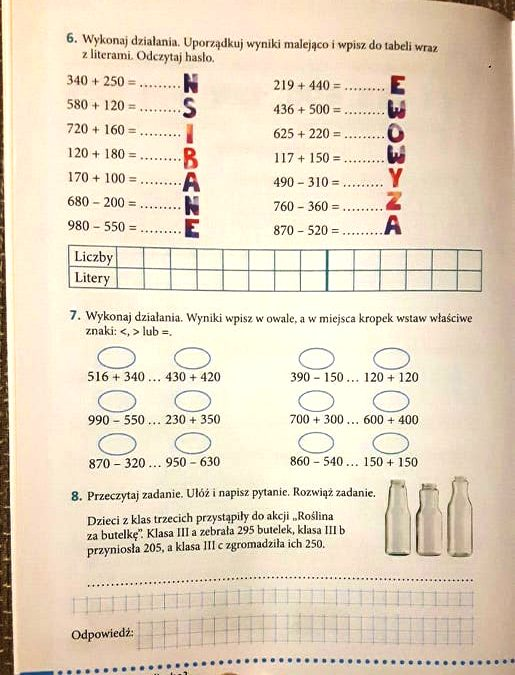 6. Wykonaj działania. Uporządkuj wyniki malejąco i wpisz do tabeli wraz
z literami. Odczytaj hasło.
340 + 250 = ......... N
580 + 120 = ......... S
720 + 160 = ......... I
120 + 180 = ......... R
170 + 100 = ......... A
680 – 200 = ......... N
980 – 550 = ......... E
219 + 440 = ......... E
436 + 500 = ......... W
625 + 220 = ......... O
117 + 150 = ......... W
490 – 310 = ......... Y
760 – 360 = ......... Z
870 – 520 = ......... A
Liczby
Litery
7. Wykonaj działania. Wyniki wpisz w owale, a w miejsca kropek wstaw właściwe
znaki: <, > lub =.
516 + 340 ... 430 + 420 390 – 150 ... 120 + 120
990 – 550 ... 230 + 350 700 + 300 ... 600 + 400
870 – 320 ... 950 – 630 860 – 540 ... 150 + 150
8. Przeczytaj zadanie. Ułóż i napisz pytanie. Rozwiąż zadanie.
Dzieci z klas trzecich przystąpiły do akcji „Roślina
za butelkę”. Klasa III a zebrała 295 butelek, klasa III b
przyniosła 205, a klasa III c zgromadziła ich 250.
Odpowiedź: